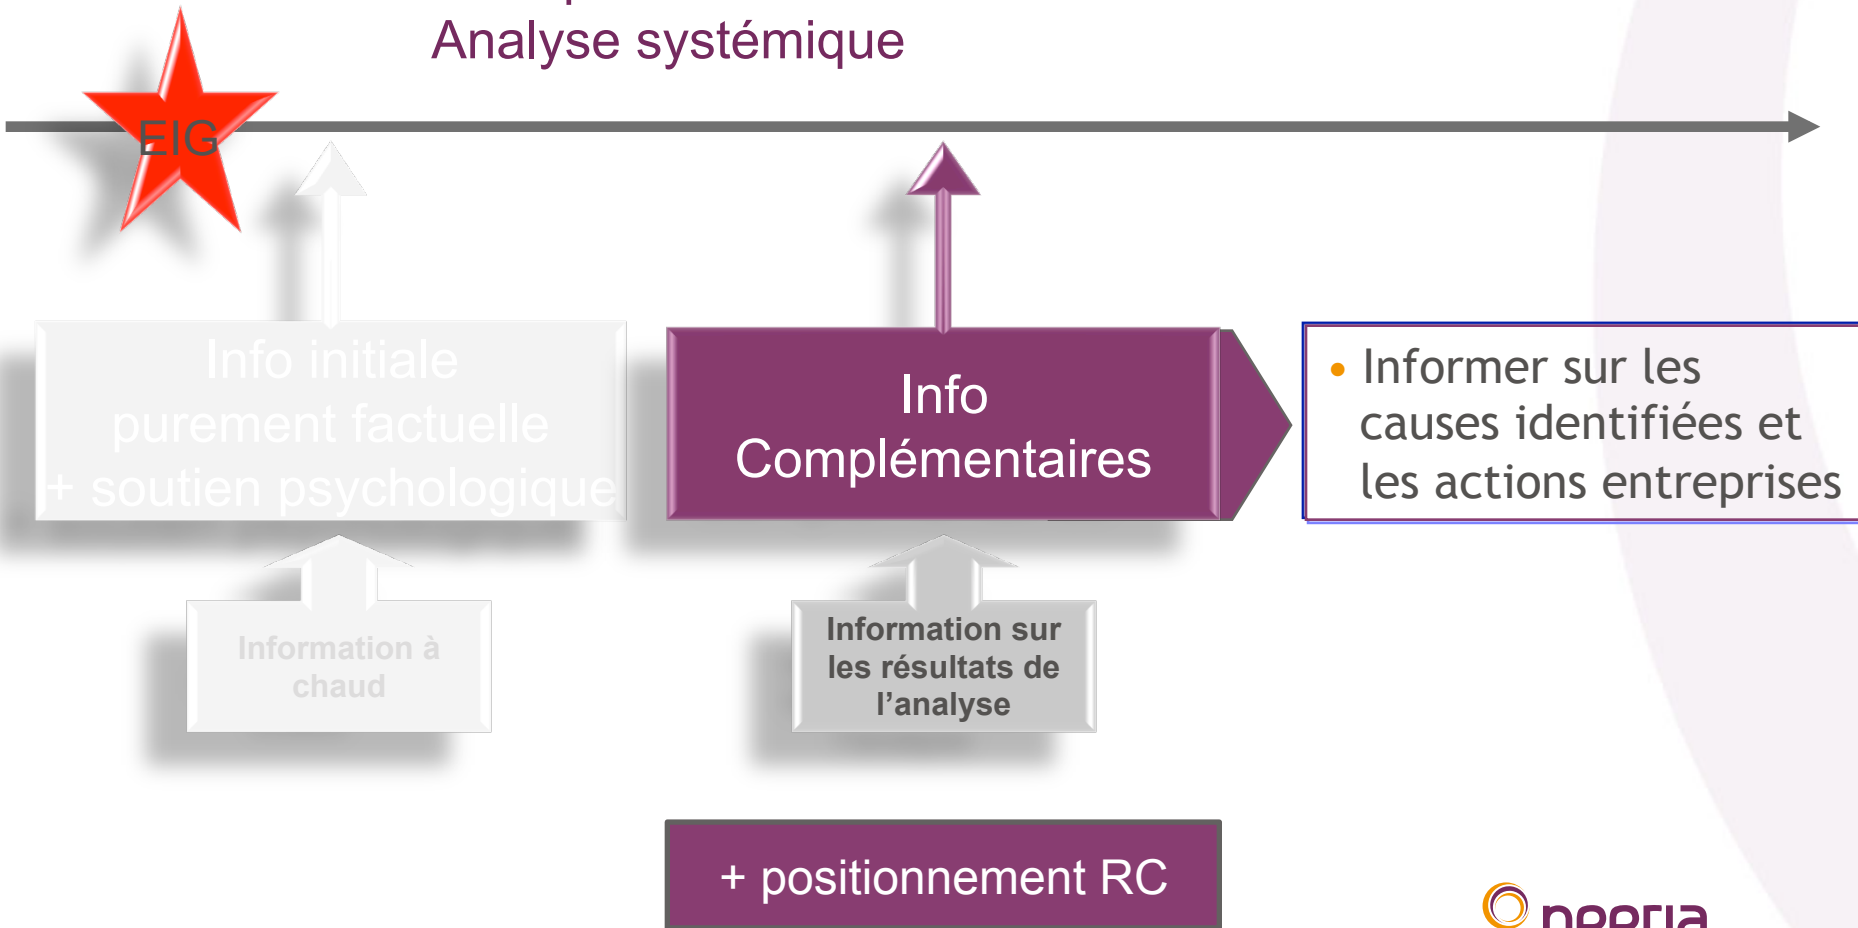 Analyse systémique
EIG
Info initiale
purement factuelle
+ soutien psychologique
Info
Complémentaires
• Informer sur les
causes identifiées et
les actions entreprises
Information à
chaud
Information sur
les résultats de
l’analyse
+ positionnement RC
neeria